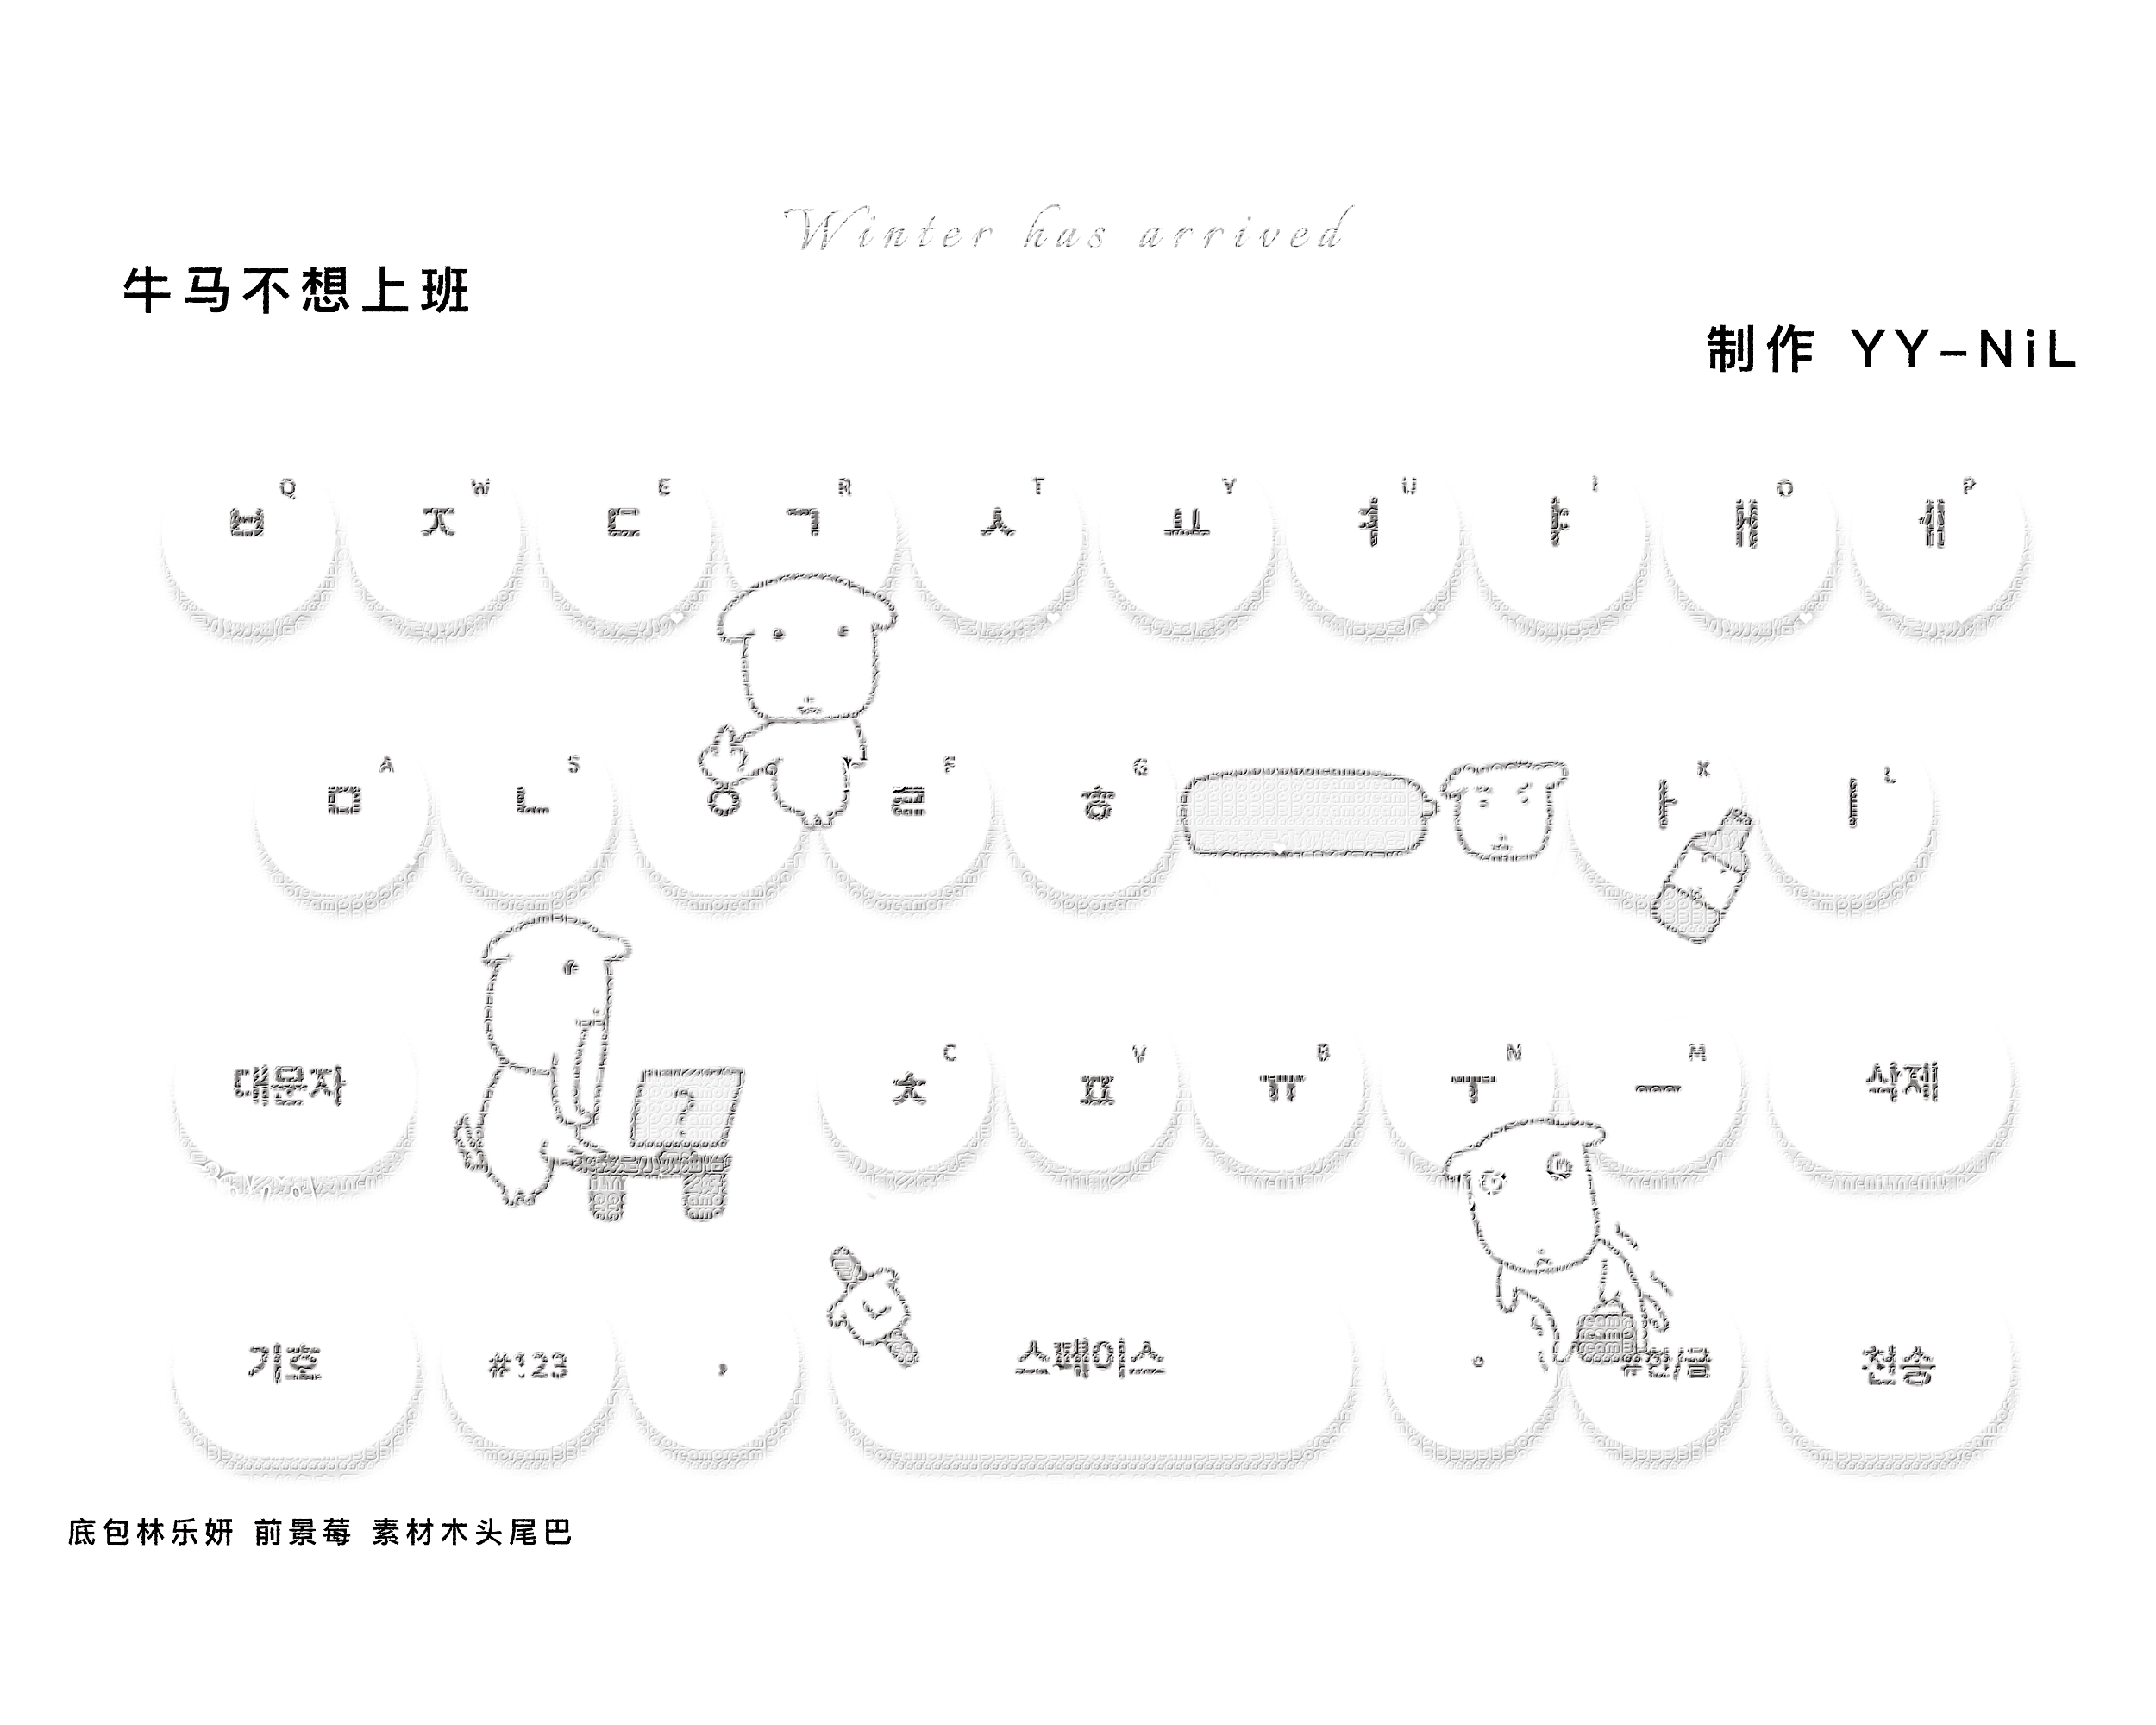 Winter has arrived
牛马不想上班
制作 YY-NiL
Q W E R T Y U I O P
ㅂ ㅈ ㄷ ㄱ ㅅ ㅛ ㅕ ㅑ ㅐ ㅔ
A S F G K L
ㅁ ㄴ ㅇ ㄹ ㅎ ㅏ ㅣ
C V B N M
대문자 ? ㅊ ㅍ ㅠ ㅜ ㅡ 삭제
기호 #123 , 스페이스 。 #한/글 전송
底包林乐妍 前景莓 素材木头尾巴